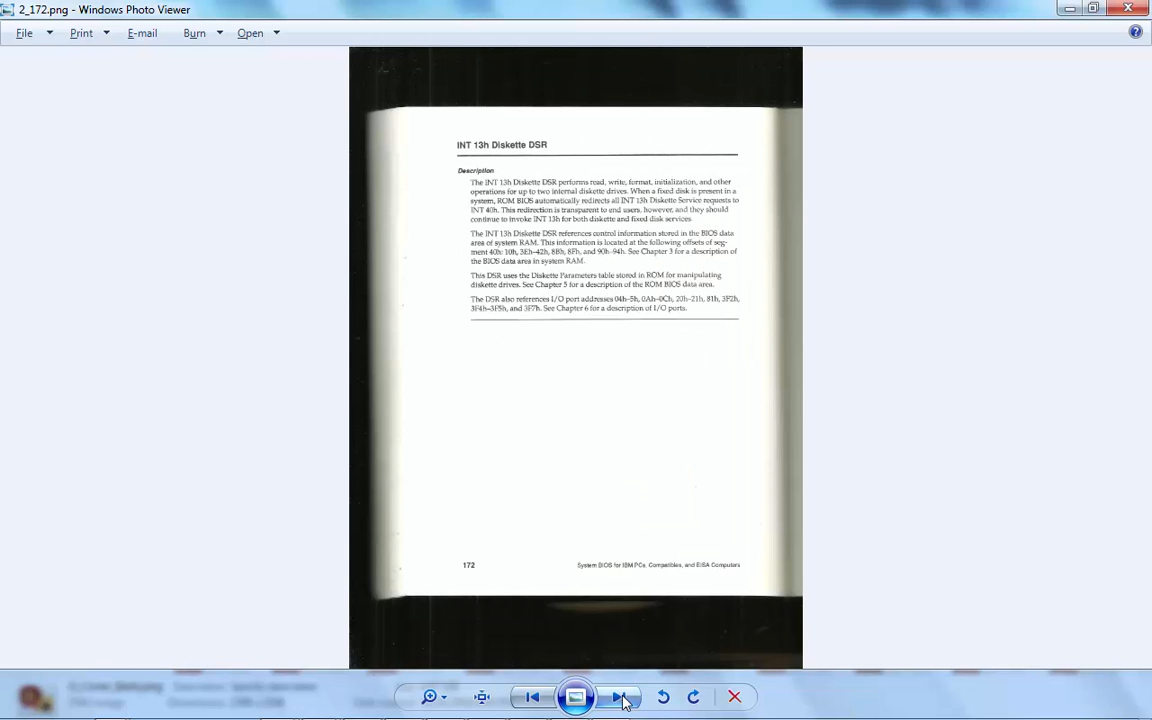 2_172.png - Windows Photo Viewer
File Print E-mail Burn Open
INT 13h Diskette DSR
Description
The INT 13h Diskette DSR performs read, write, format, initialization, and other
operations for up to two internal diskette drives. When a fixed disk is present in a
system, ROM BIOS automatically redirects all INT 13h Diskette Service requests to
INT 40h. This redirection is transparent to end users, however, and they should
continue to invoke INT 13h for both diskette and fixed disk services
The INT 13h Diskette DSR references control information stored in the BIOS data
area of system RAM. This information is located at the following offsets of seg-
ment 40h: 10h, 3Eh–42h, 8Bh, 8Fh, and 90h–94h. See Chapter 3 for a description of
the BIOS data area in system RAM.
This DSR uses the Diskette Parameters table stored in ROM for manipulating
diskette drives. See Chapter 5 for a description of the ROM BIOS data area.
The DSR also references I/O port addresses 04h–5h, 0Ah–0Ch, 20h–21h, 81h, 3F2h,
3F4h–3F5h, and 3F7h. See Chapter 6 for a description of I/O ports.
172 System BIOS for IBM PCs, Compatibles, and EISA Computers